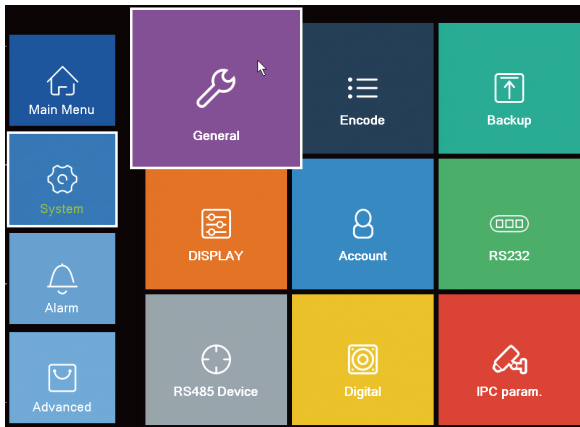 Main Menu
System
Alarm
Advanced
General
Encode
Backup
DISPLAY
Account
RS232
RS485 Device
Digital
IPC param.